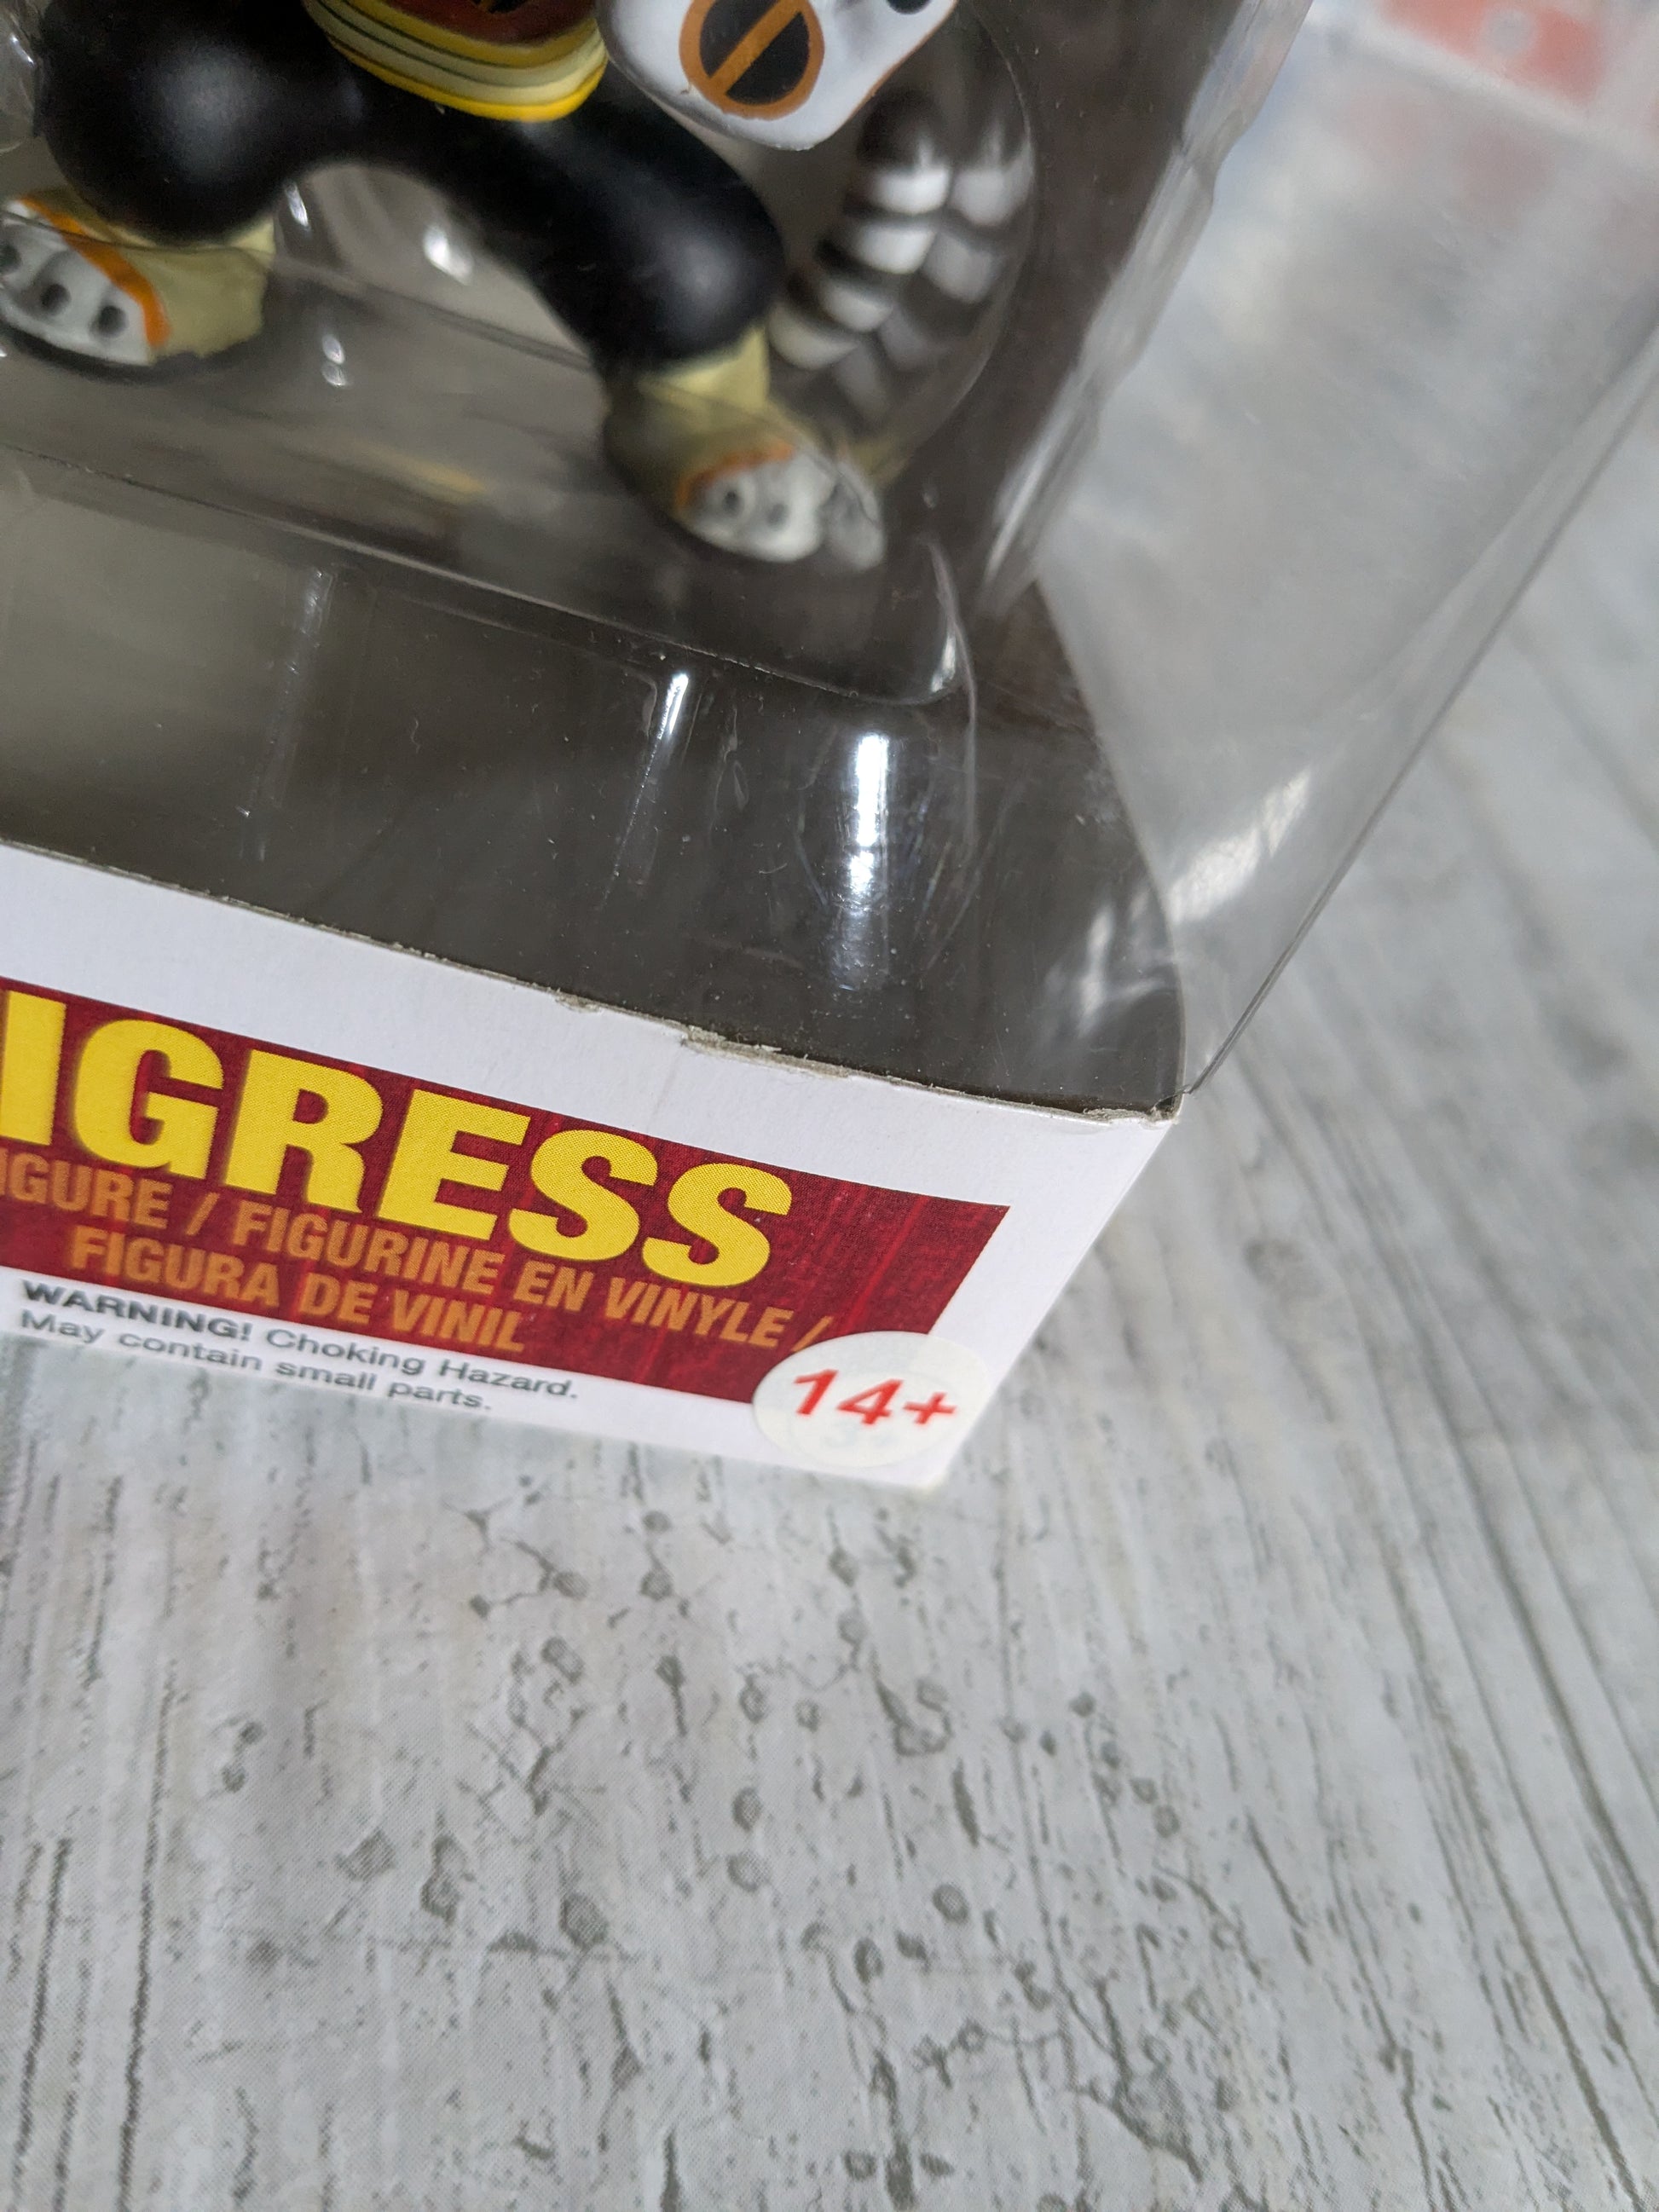 IGRESS
IGURE / FIGURINE EN VINYLE /
FIGURA DE VINIL
WARNING! Choking Hazard.
May contain small parts.
14+